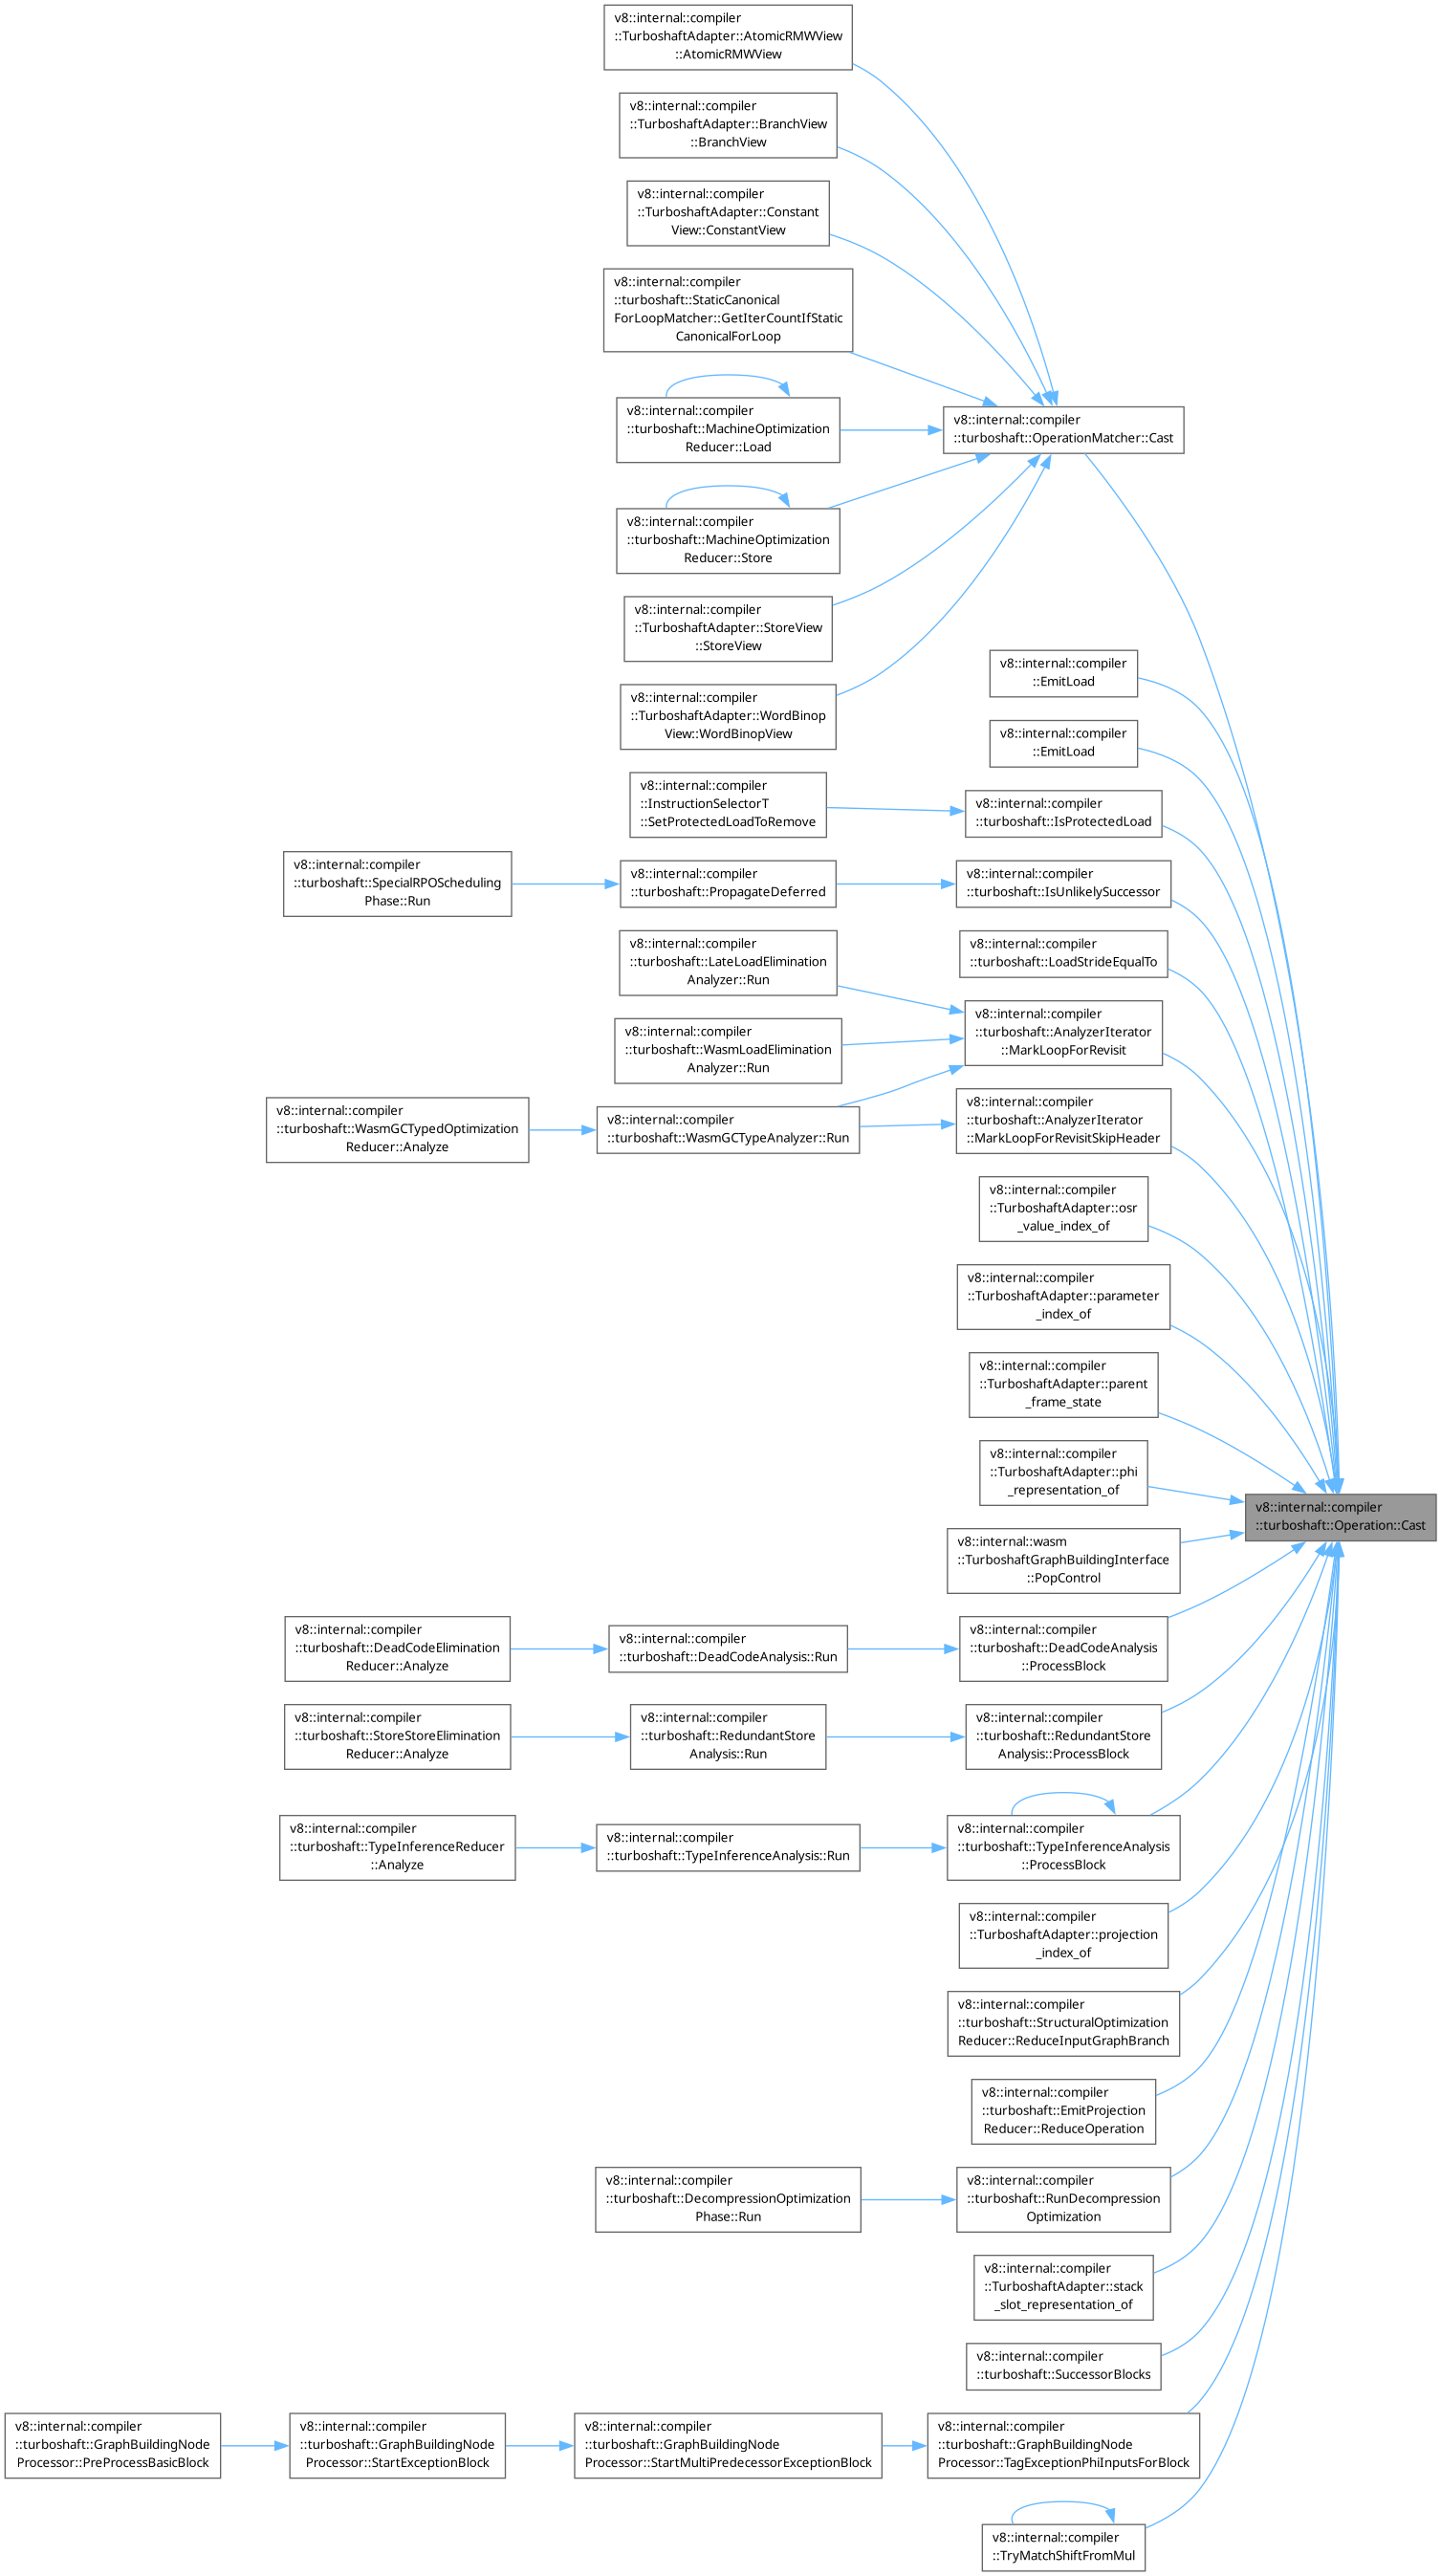 v8::internal::compiler
::TurboshaftAdapter::AtomicRMWView
::AtomicRMWView
v8::internal::compiler
::TurboshaftAdapter::BranchView
::BranchView
v8::internal::compiler
::TurboshaftAdapter::Constant
View::ConstantView
v8::internal::compiler
::turboshaft::StaticCanonical
ForLoopMatcher::GetIterCountIfStatic
CanonicalForLoop
v8::internal::compiler
::turboshaft::MachineOptimization
Reducer::Load
v8::internal::compiler
::turboshaft::OperationMatcher::Cast
v8::internal::compiler
::turboshaft::MachineOptimization
Reducer::Store
v8::internal::compiler
::TurboshaftAdapter::StoreView
::StoreView
v8::internal::compiler
::EmitLoad
v8::internal::compiler
::TurboshaftAdapter::WordBinop
View::WordBinopView
v8::internal::compiler
::EmitLoad
v8::internal::compiler
::InstructionSelectorT
::SetProtectedLoadToRemove
v8::internal::compiler
::turboshaft::IsProtectedLoad
v8::internal::compiler
::turboshaft::SpecialRPOScheduling
Phase::Run
v8::internal::compiler
::turboshaft::PropagateDeferred
v8::internal::compiler
::turboshaft::IsUnlikelySuccessor
v8::internal::compiler
::turboshaft::LateLoadElimination
Analyzer::Run
v8::internal::compiler
::turboshaft::LoadStrideEqualTo
v8::internal::compiler
::turboshaft::WasmLoadElimination
Analyzer::Run
v8::internal::compiler
::turboshaft::AnalyzerIterator
::MarkLoopForRevisit
v8::internal::compiler
::turboshaft::WasmGCTypedOptimization
Reducer::Analyze
v8::internal::compiler
::turboshaft::WasmGCTypeAnalyzer::Run
v8::internal::compiler
::turboshaft::AnalyzerIterator
::MarkLoopForRevisitSkipHeader
v8::internal::compiler
::TurboshaftAdapter::osr
_value_index_of
v8::internal::compiler
::TurboshaftAdapter::parameter
_index_of
v8::internal::compiler
::TurboshaftAdapter::parent
_frame_state
v8::internal::compiler
::TurboshaftAdapter::phi
_representation_of
v8::internal::compiler
::turboshaft::Operation::Cast
v8::internal::wasm
::TurboshaftGraphBuildingInterface
::PopControl
v8::internal::compiler
::turboshaft::DeadCodeElimination
Reducer::Analyze
v8::internal::compiler
::turboshaft::DeadCodeAnalysis::Run
v8::internal::compiler
::turboshaft::DeadCodeAnalysis
::ProcessBlock
v8::internal::compiler
::turboshaft::StoreStoreElimination
Reducer::Analyze
v8::internal::compiler
::turboshaft::RedundantStore
Analysis::Run
v8::internal::compiler
::turboshaft::RedundantStore
Analysis::ProcessBlock
v8::internal::compiler
::turboshaft::TypeInferenceReducer
::Analyze
v8::internal::compiler
::turboshaft::TypeInferenceAnalysis::Run
v8::internal::compiler
::turboshaft::TypeInferenceAnalysis
::ProcessBlock
v8::internal::compiler
::TurboshaftAdapter::projection
_index_of
v8::internal::compiler
::turboshaft::StructuralOptimization
Reducer::ReduceInputGraphBranch
v8::internal::compiler
::turboshaft::EmitProjection
Reducer::ReduceOperation
v8::internal::compiler
::turboshaft::DecompressionOptimization
Phase::Run
v8::internal::compiler
::turboshaft::RunDecompression
Optimization
v8::internal::compiler
::TurboshaftAdapter::stack
_slot_representation_of
v8::internal::compiler
::turboshaft::SuccessorBlocks
v8::internal::compiler
::turboshaft::GraphBuildingNode
Processor::PreProcessBasicBlock
v8::internal::compiler
::turboshaft::GraphBuildingNode
Processor::StartExceptionBlock
v8::internal::compiler
::turboshaft::GraphBuildingNode
Processor::StartMultiPredecessorExceptionBlock
v8::internal::compiler
::turboshaft::GraphBuildingNode
Processor::TagExceptionPhiInputsForBlock
v8::internal::compiler
::TryMatchShiftFromMul